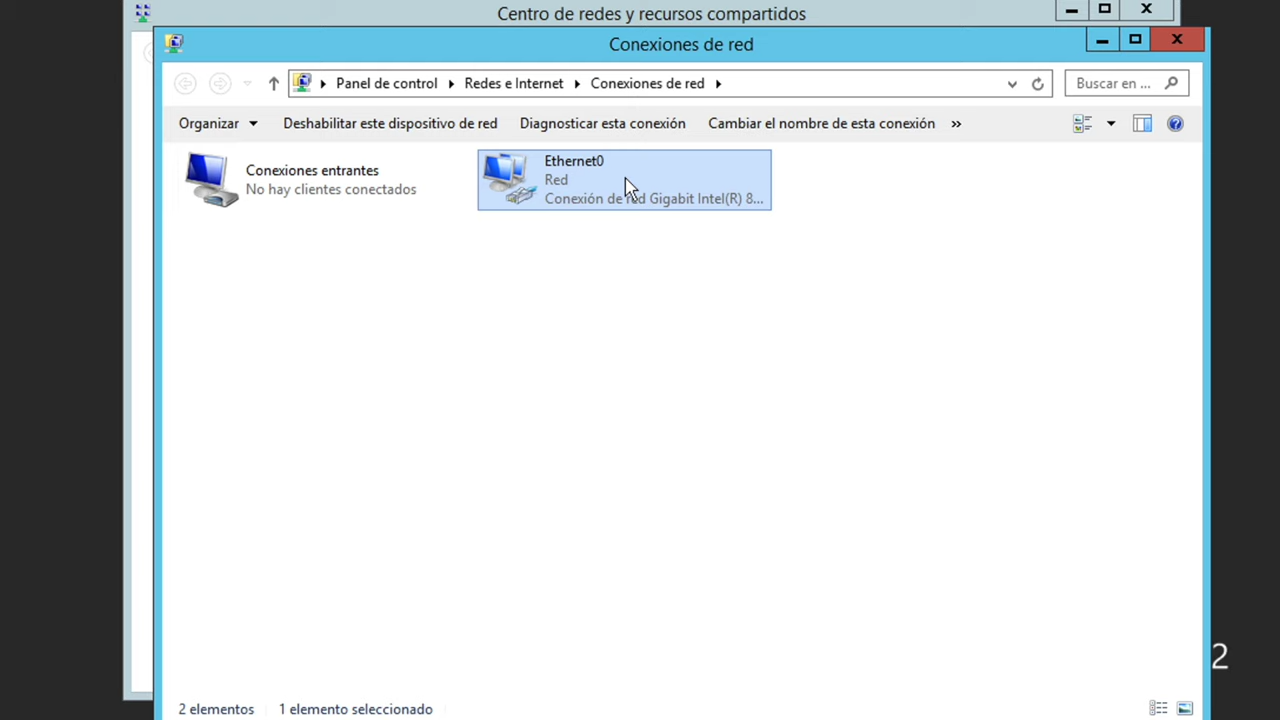 Centro de redes y recursos compartidos
Conexiones de red
Panel de control Redes e Internet Conexiones de red
Buscar en ...
Organizar Deshabilitar este dispositivo de red Diagnosticar esta conexión Cambiar el nombre de esta conexión »
Conexiones entrantes
No hay clientes conectados
Ethernet0
Red
Conexión de red Gigabit Intel(R) 8...
2
2 elementos 1 elemento seleccionado